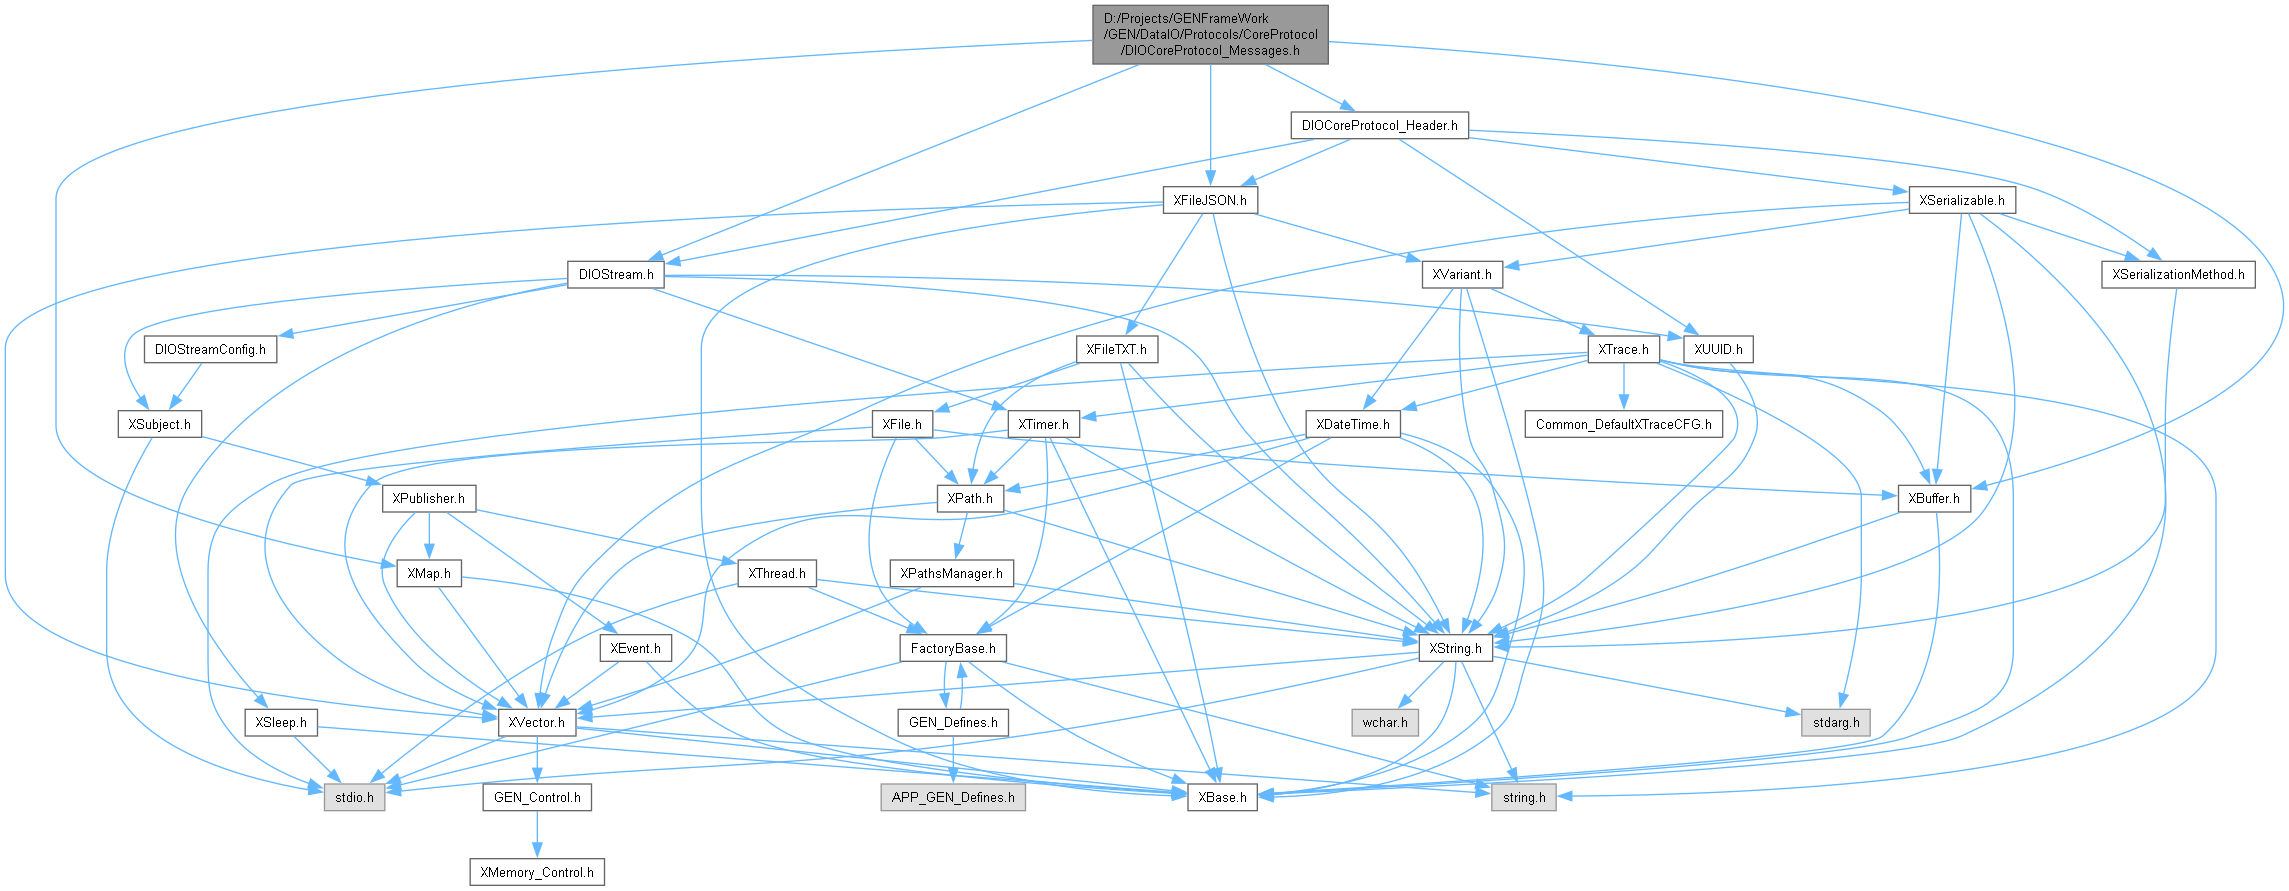 D:/Projects/GENFrameWork
/GEN/DataIO/Protocols/CoreProtocol
/DIOCoreProtocol_Messages.h
DIOCoreProtocol_Header.h
XFileJSON.h
XSerializable.h
DIOStream.h
XVariant.h
XSerializationMethod.h
DIOStreamConfig.h
XFileTXT.h
XTrace.h
XUUID.h
XSubject.h
XFile.h
XTimer.h
XDateTime.h
Common_DefaultXTraceCFG.h
XPublisher.h
XPath.h
XBuffer.h
XMap.h
XThread.h
XPathsManager.h
XEvent.h
FactoryBase.h
XString.h
XSleep.h
XVector.h
GEN_Defines.h
wchar.h
stdarg.h
stdio.h
GEN_Control.h
APP_GEN_Defines.h
XBase.h
string.h
XMemory_Control.h